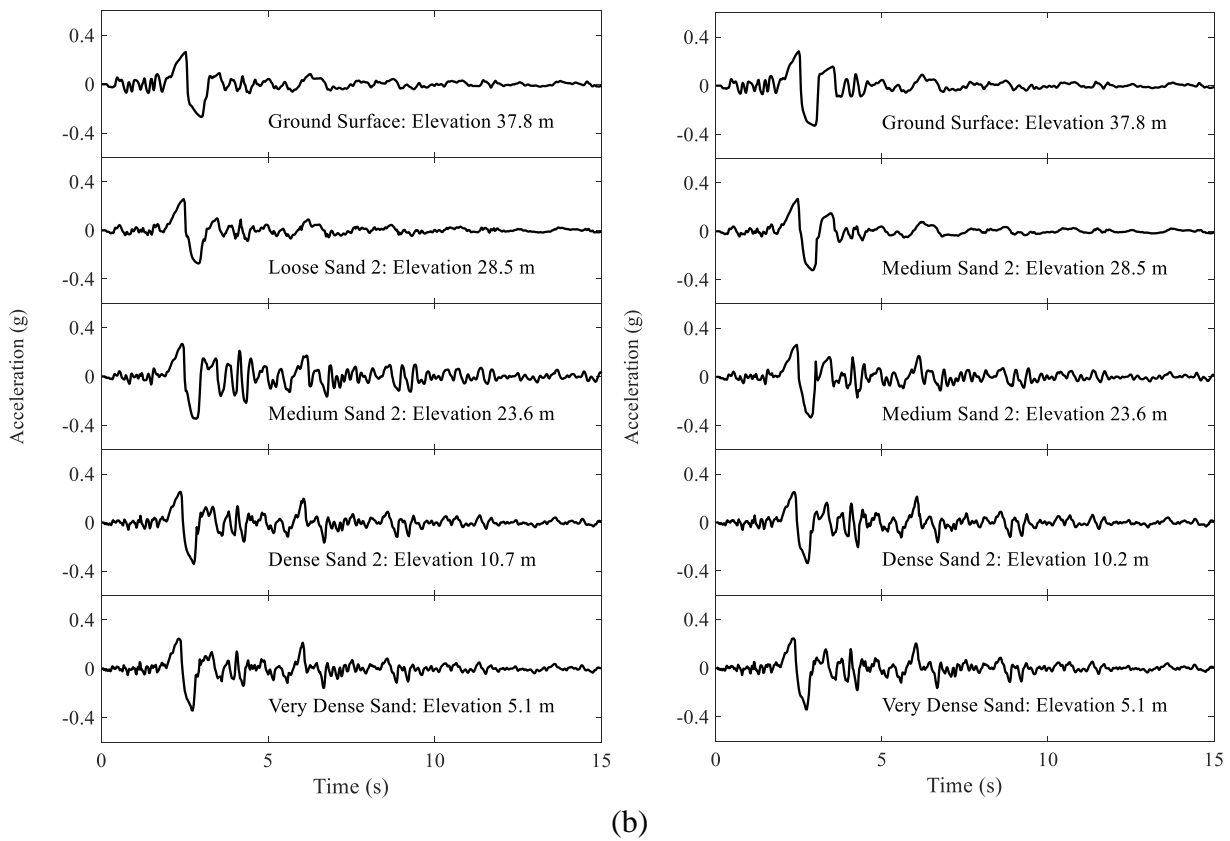 0.4
0
-0.4
Ground Surface: Elevation 37.8 m
0.4
0
-0.4
Loose Sand 2: Elevation 28.5 m
0.4
0
-0.4
Medium Sand 2: Elevation 23.6 m
0.4
0
-0.4
Dense Sand 2: Elevation 10.7 m
0.4
0
-0.4
Very Dense Sand: Elevation 5.1 m
0 5 10 15
Time (s)
Acceleration (g)
0.4
0
-0.4
Ground Surface: Elevation 37.8 m
0.4
0
-0.4
Medium Sand 2: Elevation 28.5 m
0.4
0
-0.4
Medium Sand 2: Elevation 23.6 m
0.4
0
-0.4
Dense Sand 2: Elevation 10.2 m
0.4
0
-0.4
Very Dense Sand: Elevation 5.1 m
0 5 10 15
Time (s)
Acceleration (g)
(b)